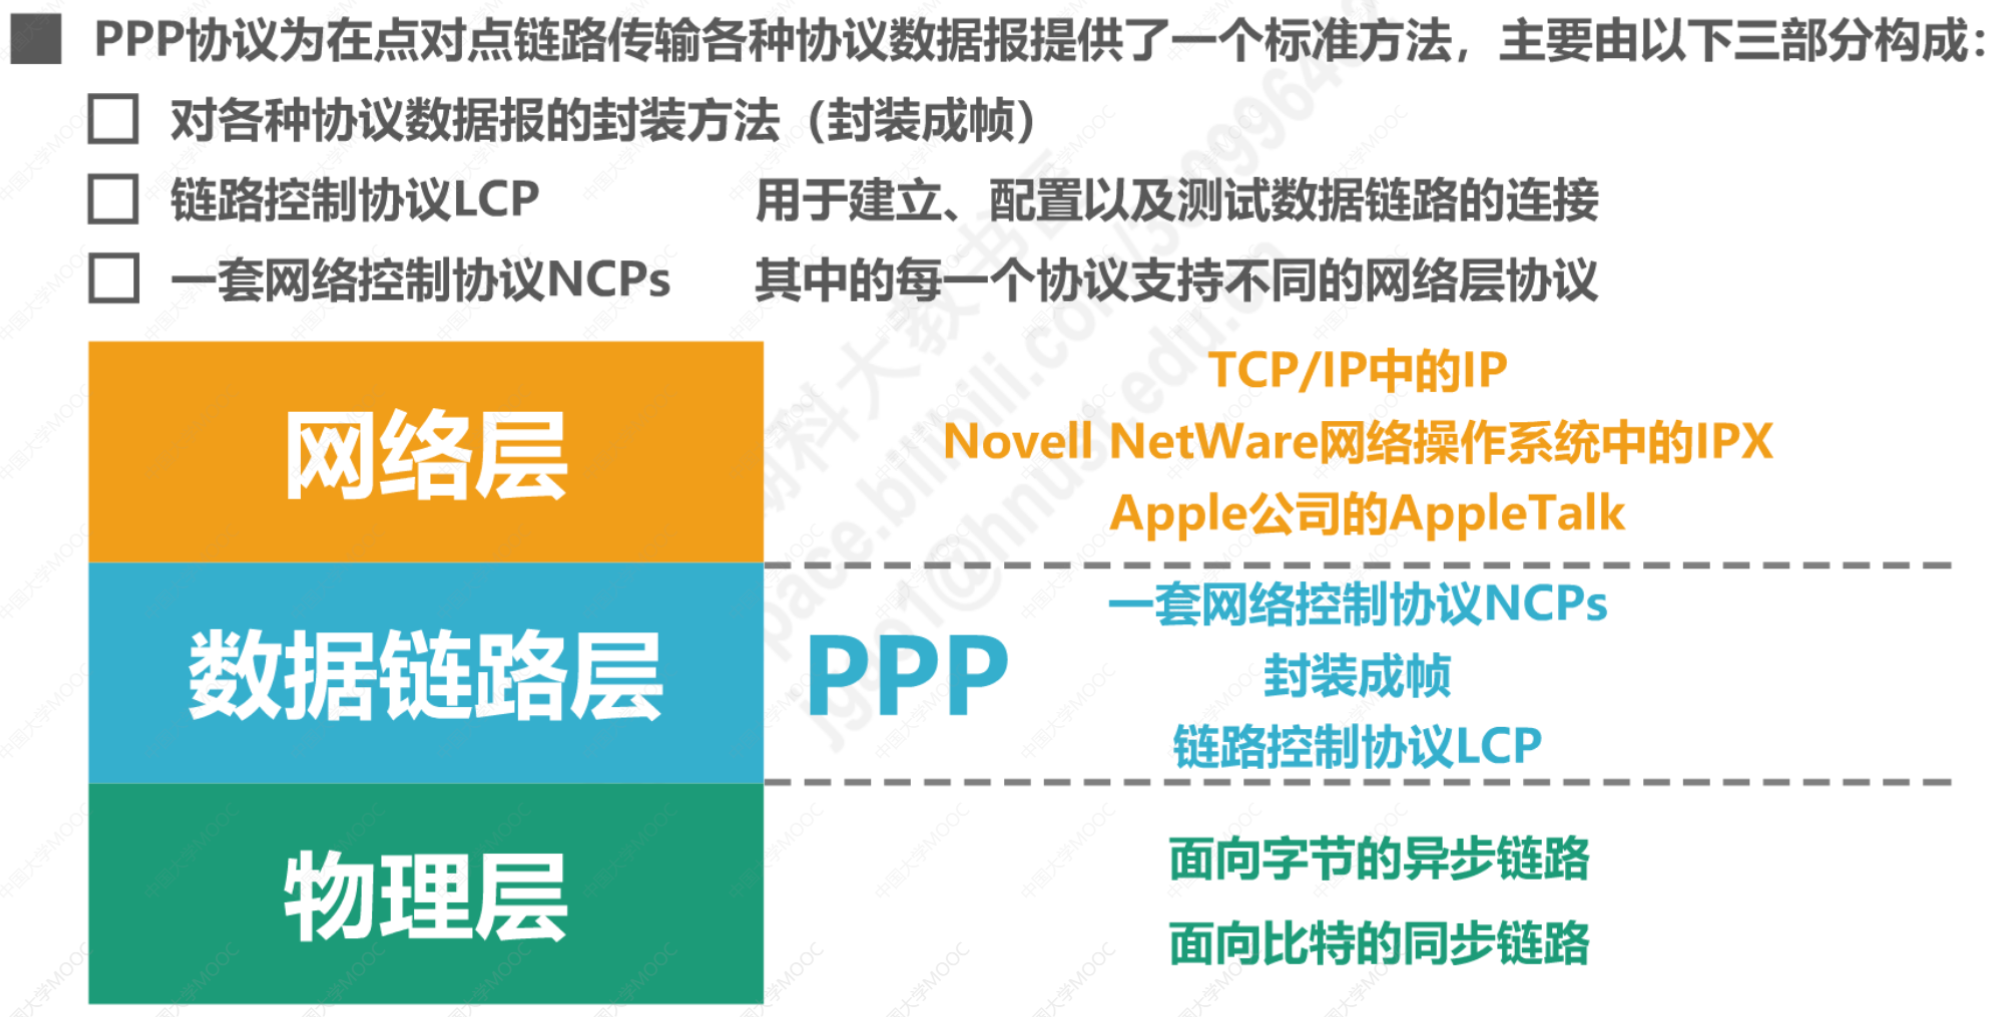 PPP协议为在点对点链路传输各种协议数据报提供了一个标准方法，主要由以下三部分构成：
对各种协议数据报的封装方法（封装成帧）
链路控制协议LCP 用于建立、配置以及测试数据链路的连接
一套网络控制协议NCPs 其中的每一个协议支持不同的网络层协议
网络层
TCP/IP中的IP
Novell NetWare网络操作系统中的IPX
Apple公司的AppleTalk
数据链路层
PPP
一套网络控制协议NCPs
封装成帧
链路控制协议LCP
物理层
面向字节的异步链路
面向比特的同步链路
中国大学MOOC